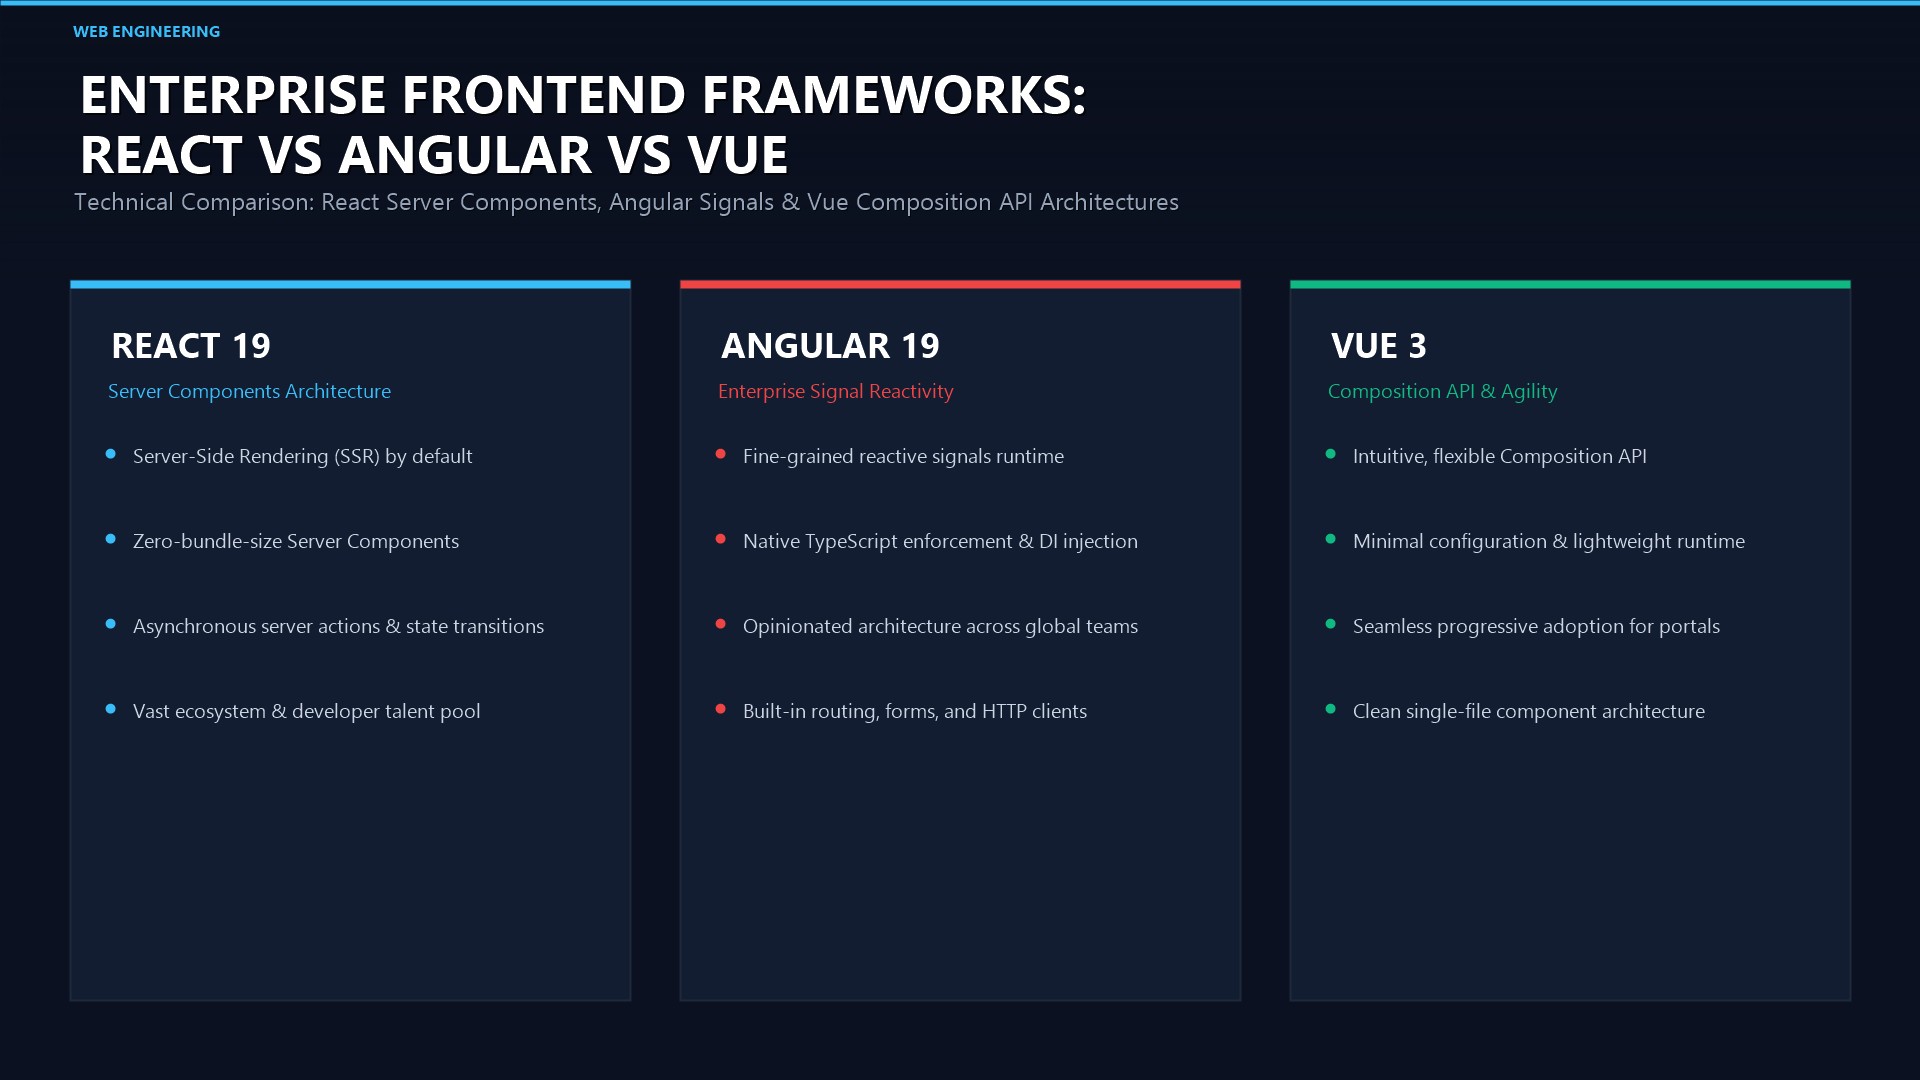 WEB ENGINEERING
ENTERPRISE FRONTEND FRAMEWORKS:
REACT VS ANGULAR VS VUE
Technical Comparison: React Server Components, Angular Signals & Vue Composition API Architectures
REACT 19
Server Components Architecture
Server-Side Rendering (SSR) by default
Zero-bundle-size Server Components
Asynchronous server actions & state transitions
Vast ecosystem & developer talent pool
ANGULAR 19
Enterprise Signal Reactivity
Fine-grained reactive signals runtime
Native TypeScript enforcement & DI injection
Opinionated architecture across global teams
Built-in routing, forms, and HTTP clients
VUE 3
Composition API & Agility
Intuitive, flexible Composition API
Minimal configuration & lightweight runtime
Seamless progressive adoption for portals
Clean single-file component architecture